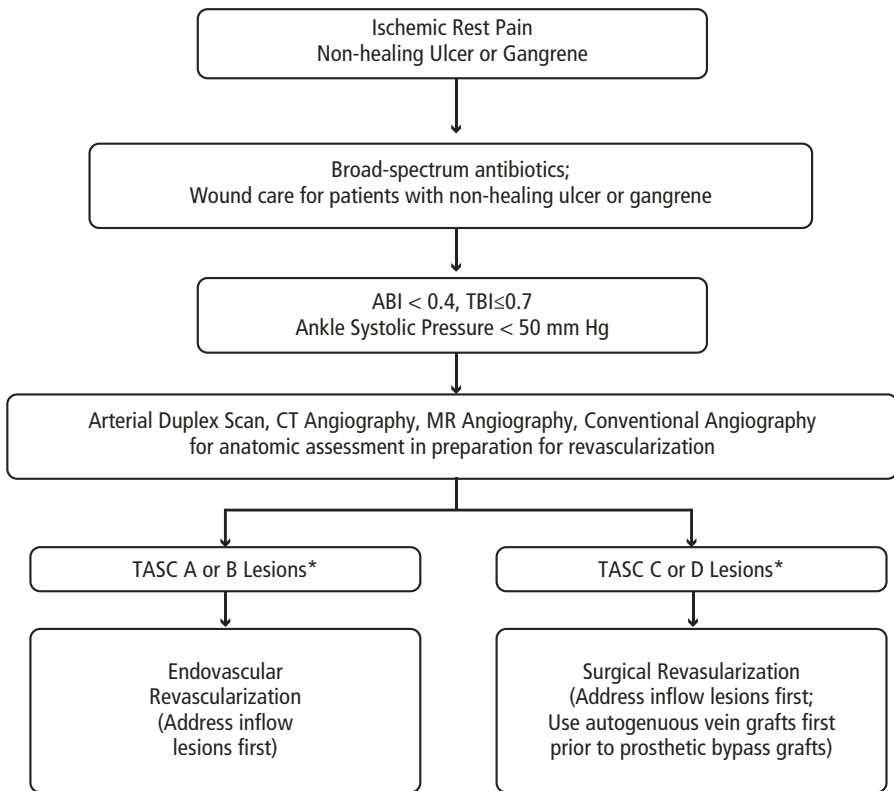 Ischemic Rest Pain
Non-healing Ulcer or Gangrene
Broad-spectrum antibiotics;
Wound care for patients with non-healing ulcer or gangrene
ABI < 0.4, TBI≤0.7
Ankle Systolic Pressure < 50 mm Hg
Arterial Duplex Scan, CT Angiography, MR Angiography, Conventional Angiography
for anatomic assessment in preparation for revascularization
TASC A or B Lesions*
TASC C or D Lesions*
Endovascular
Revascularization
(Address inflow
lesions first)
Surgical Revasularization
(Address inflow lesions first;
Use autogenuous vein grafts first
prior to prosthetic bypass grafts)